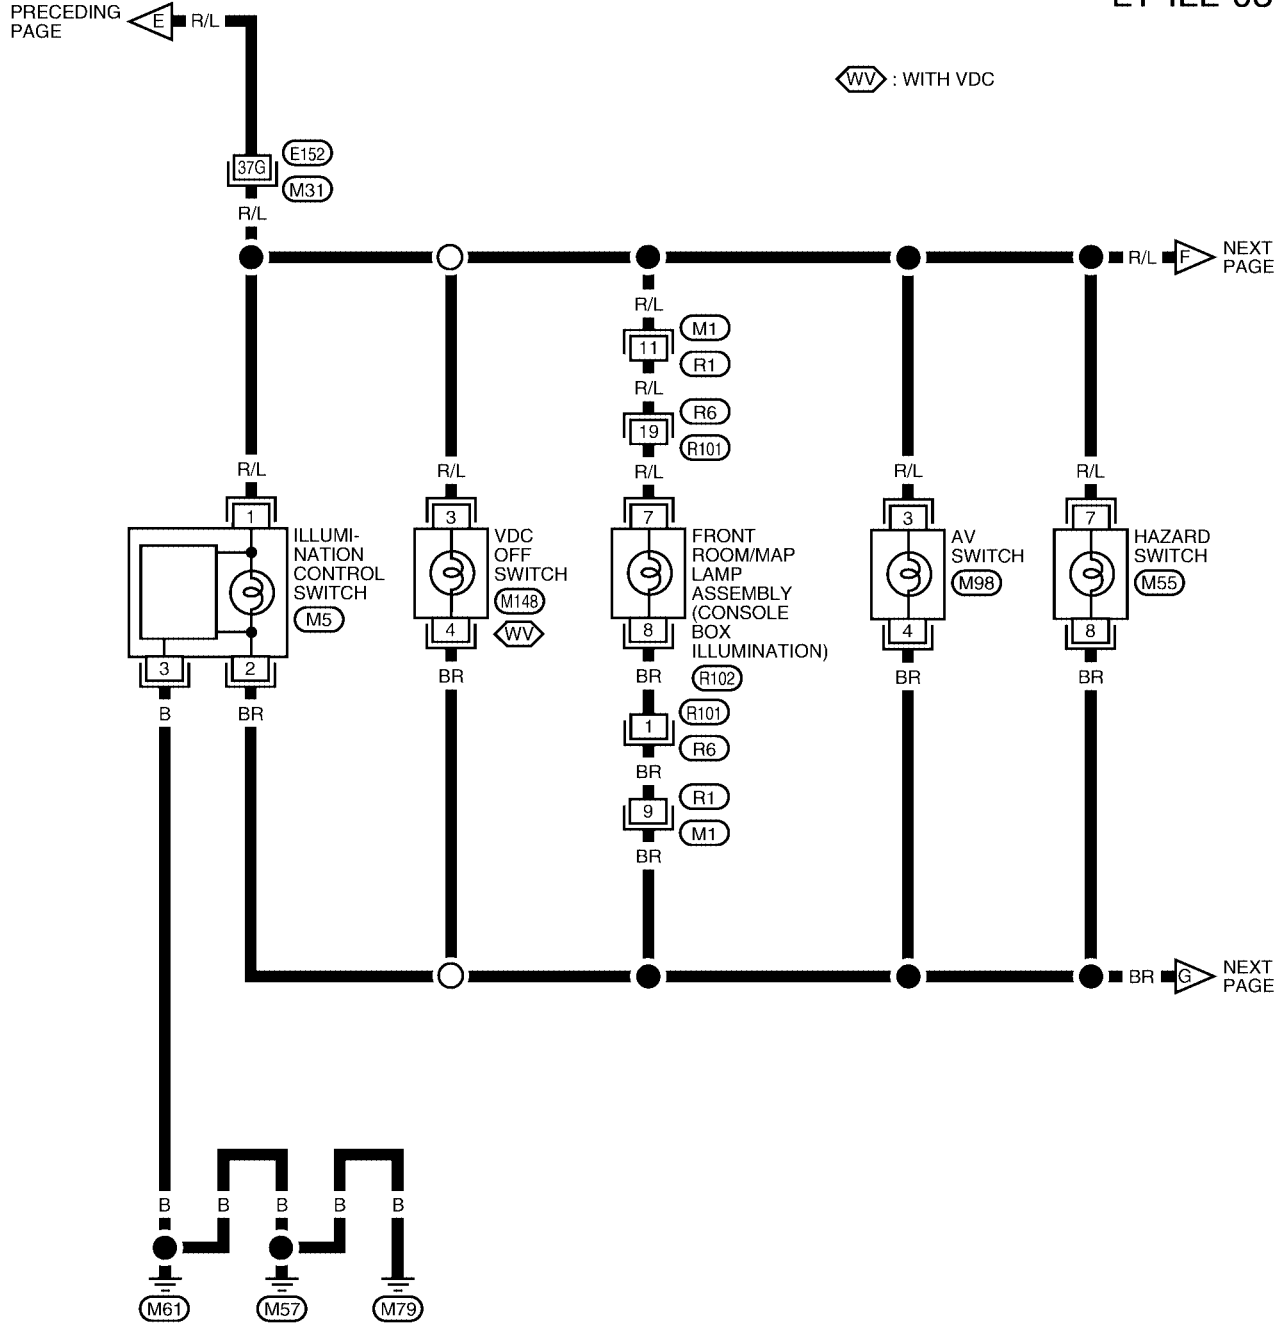 PRECEDING
PAGE
E
R/L
WV : WITH VDC
37G
E152
M31
R/L
R/L
F
NEXT
PAGE
R/L
11
M1
R1
R/L
19
R6
R101
R/L
R/L
R/L
R/L
R/L
1
3
7
3
7
ILLUMI-
NATION
CONTROL
SWITCH
M5
VDC
OFF
SWITCH
M148
WV
FRONT
ROOM/MAP
LAMP
ASSEMBLY
(CONSOLE
BOX
ILLUMINATION)
R102
AV
SWITCH
M98
HAZARD
SWITCH
M55
4
8
4
8
3
2
BR
BR
BR
BR
B
BR
1
R101
R6
BR
9
R1
M1
BR
BR
G
NEXT
PAGE
B
B
B
B
B
M61
M57
M79